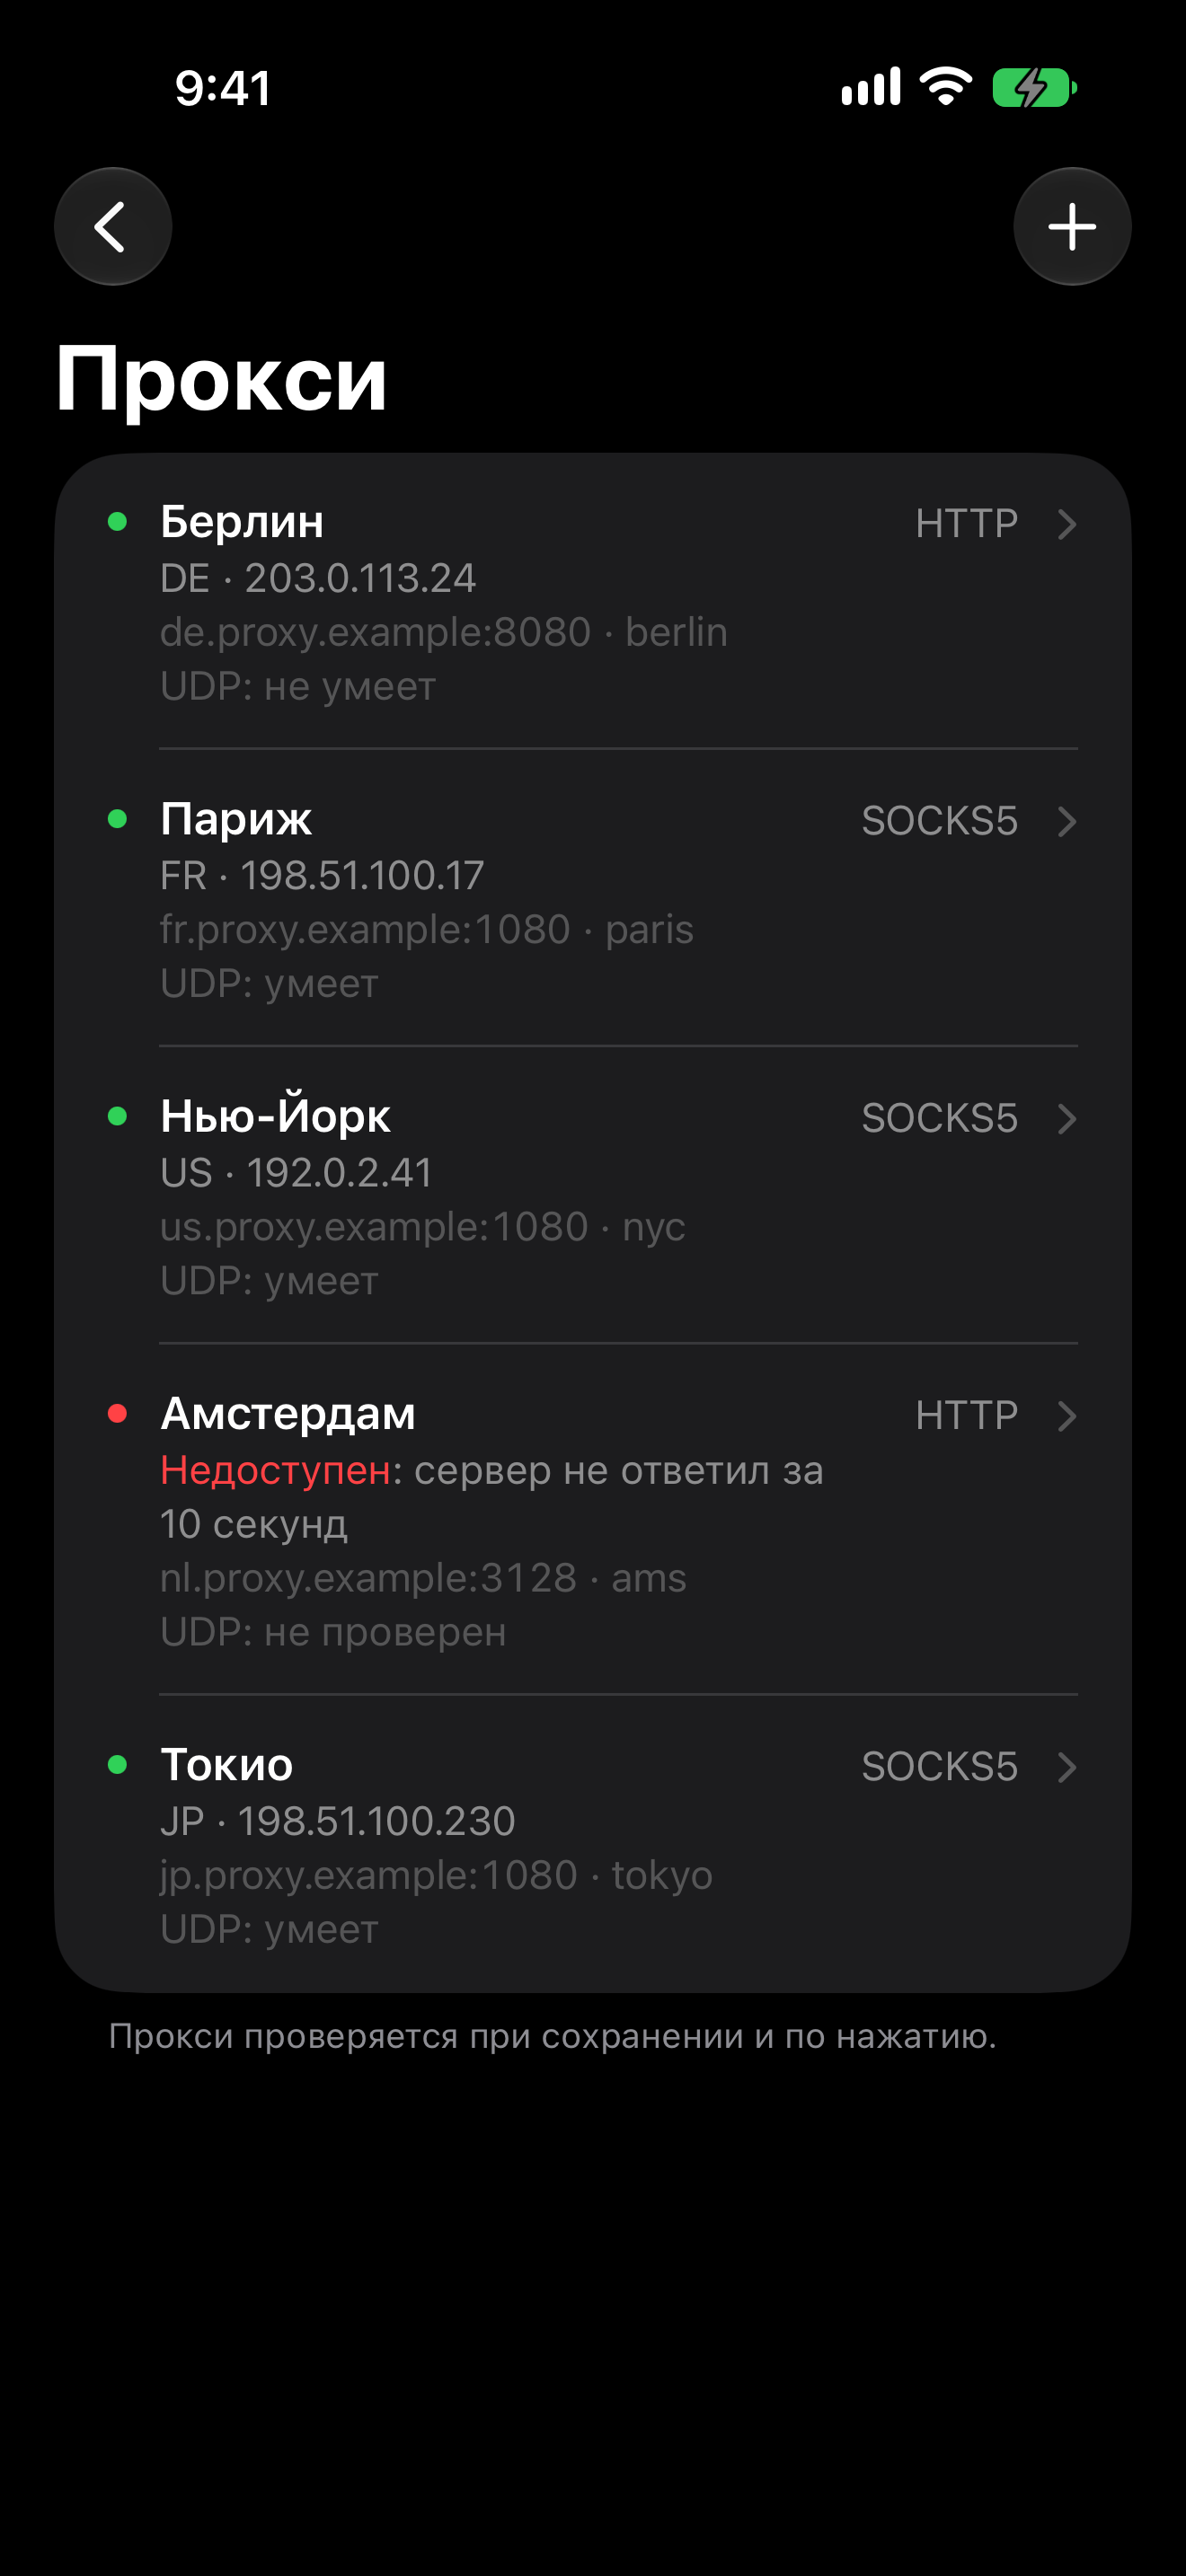 9:41
Прокси
Берлин HTTP
DE · 203.0.113.24
de.proxy.example:8080 · berlin
UDP: не умеет
Париж SOCKS5
FR · 198.51.100.17
fr.proxy.example:1080 · paris
UDP: умеет
Нью-Йорк SOCKS5
US · 192.0.2.41
us.proxy.example:1080 · nyc
UDP: умеет
Амстердам HTTP
Недоступен: сервер не ответил за
10 секунд
nl.proxy.example:3128 · ams
UDP: не проверен
Токио SOCKS5
JP · 198.51.100.230
jp.proxy.example:1080 · tokyo
UDP: умеет
Прокси проверяется при сохранении и по нажатию.